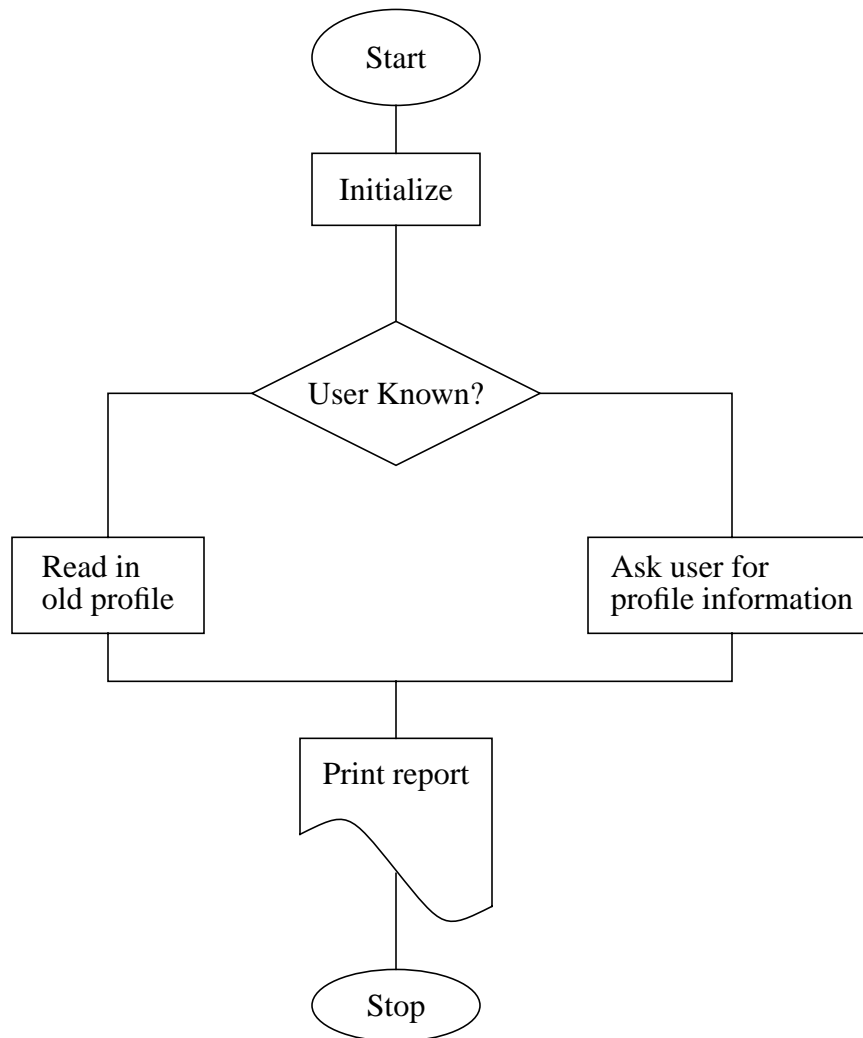 Start
Initialize
User Known?
Read in
old profile
Ask user for
profile information
Print report
Stop